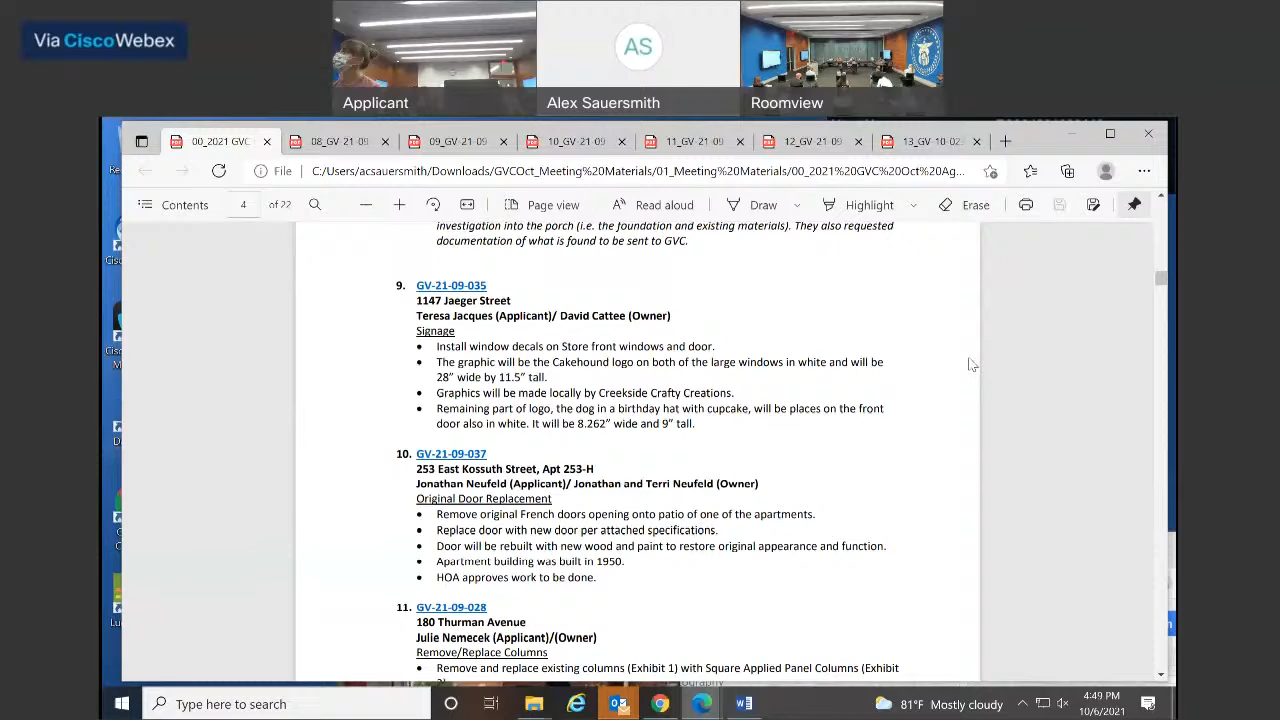 Via CiscoWebex
AS
Applicant
Alex Sauersmith
Roomview
00_2021 GVC
08_GV-21-0
09_GV-21-09
10_GV-21-09
11_GV-21-09
12_GV-21-09
13_GV-10-02
File
C:/Users/acsauersmith/Downloads/GVCOct_Meeting%20Materials/01_Meeting%20Materials/00_2021%20GVC%20Oct%20Ag...
Contents
4
of 22
Page view
Read aloud
Draw
Highlight
Erase
investigation into the porch (i.e. the foundation and existing materials). They also requested
documentation of what is found to be sent to GVC.
9. GV-21-09-035
1147 Jaeger Street
Teresa Jacques (Applicant)/ David Cattee (Owner)
Signage
• Install window decals on Store front windows and door.
• The graphic will be the Cakehound logo on both of the large windows in white and will be
28” wide by 11.5” tall.
• Graphics will be made locally by Creekside Crafty Creations.
• Remaining part of logo, the dog in a birthday hat with cupcake, will be places on the front
door also in white. It will be 8.262” wide and 9” tall.
10. GV-21-09-037
253 East Kossuth Street, Apt 253-H
Jonathan Neufeld (Applicant)/ Jonathan and Terri Neufeld (Owner)
Original Door Replacement
• Remove original French doors opening onto patio of one of the apartments.
• Replace door with new door per attached specifications.
• Door will be rebuilt with new wood and paint to restore original appearance and function.
• Apartment building was built in 1950.
• HOA approves work to be done.
11. GV-21-09-028
180 Thurman Avenue
Julie Nemecek (Applicant)/(Owner)
Remove/Replace Columns
• Remove and replace existing columns (Exhibit 1) with Square Applied Panel Columns (Exhibit
Type here to search
81°F Mostly cloudy
4:49 PM
10/6/2021